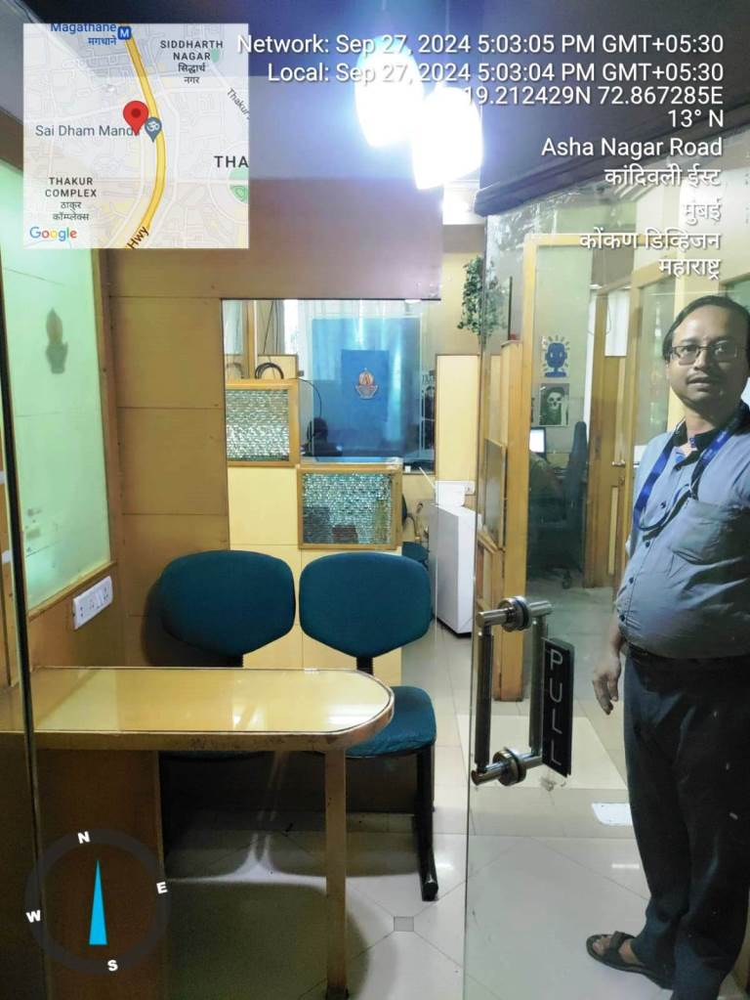 Magathane M
मगथाने
SIDDHARTH
NAGAR
सिद्धार्थ
नगर
Sai Dham Mandi
THA
THAKUR
COMPLEX
ठाकुर
कॉम्प्लेक्स
Google
Hwy
Network: Sep 27, 2024 5:03:05 PM GMT+05:30
Local: Sep 27, 2024 5:03:04 PM GMT+05:30
19.212429N 72.867285E
13° N
Asha Nagar Road
कांदिवली ईस्ट
मुंबई
कोंकण डिव्हिजन
महाराष्ट्र
PULL
N
E
W
S